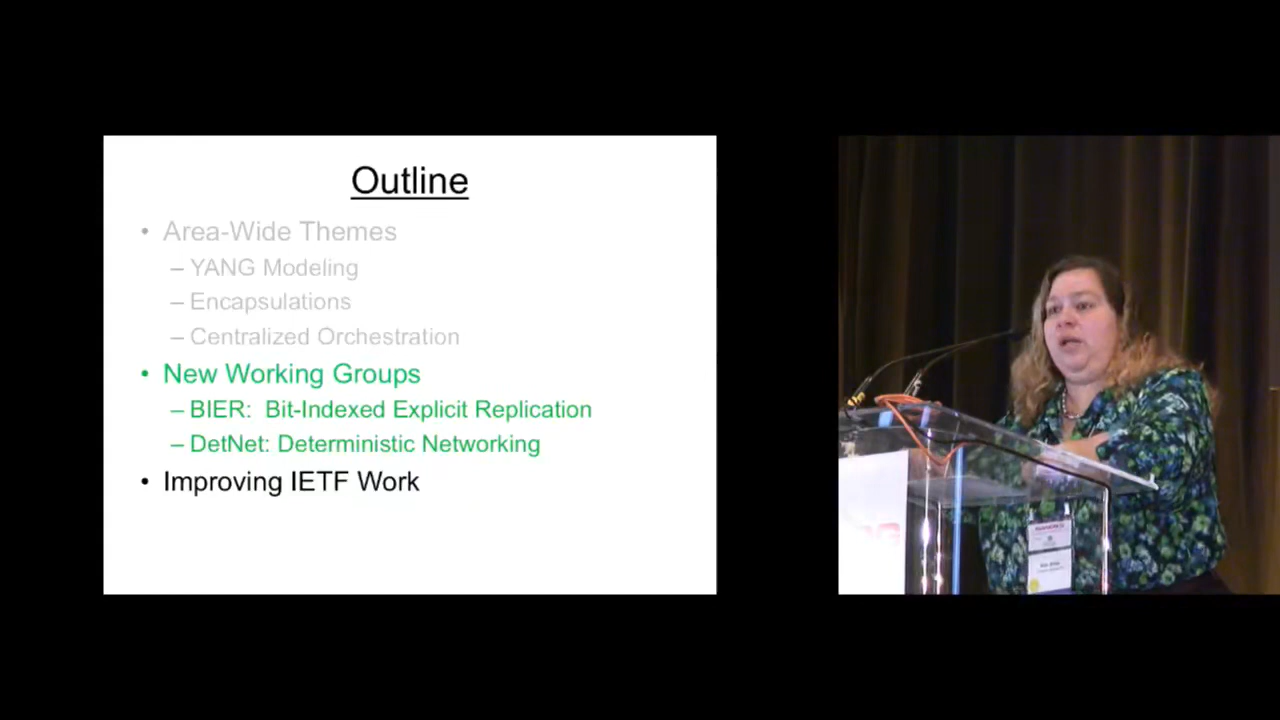 Outline
• Area-Wide Themes
– YANG Modeling
– Encapsulations
– Centralized Orchestration
• New Working Groups
– BIER: Bit-Indexed Explicit Replication
– DetNet: Deterministic Networking
• Improving IETF Work